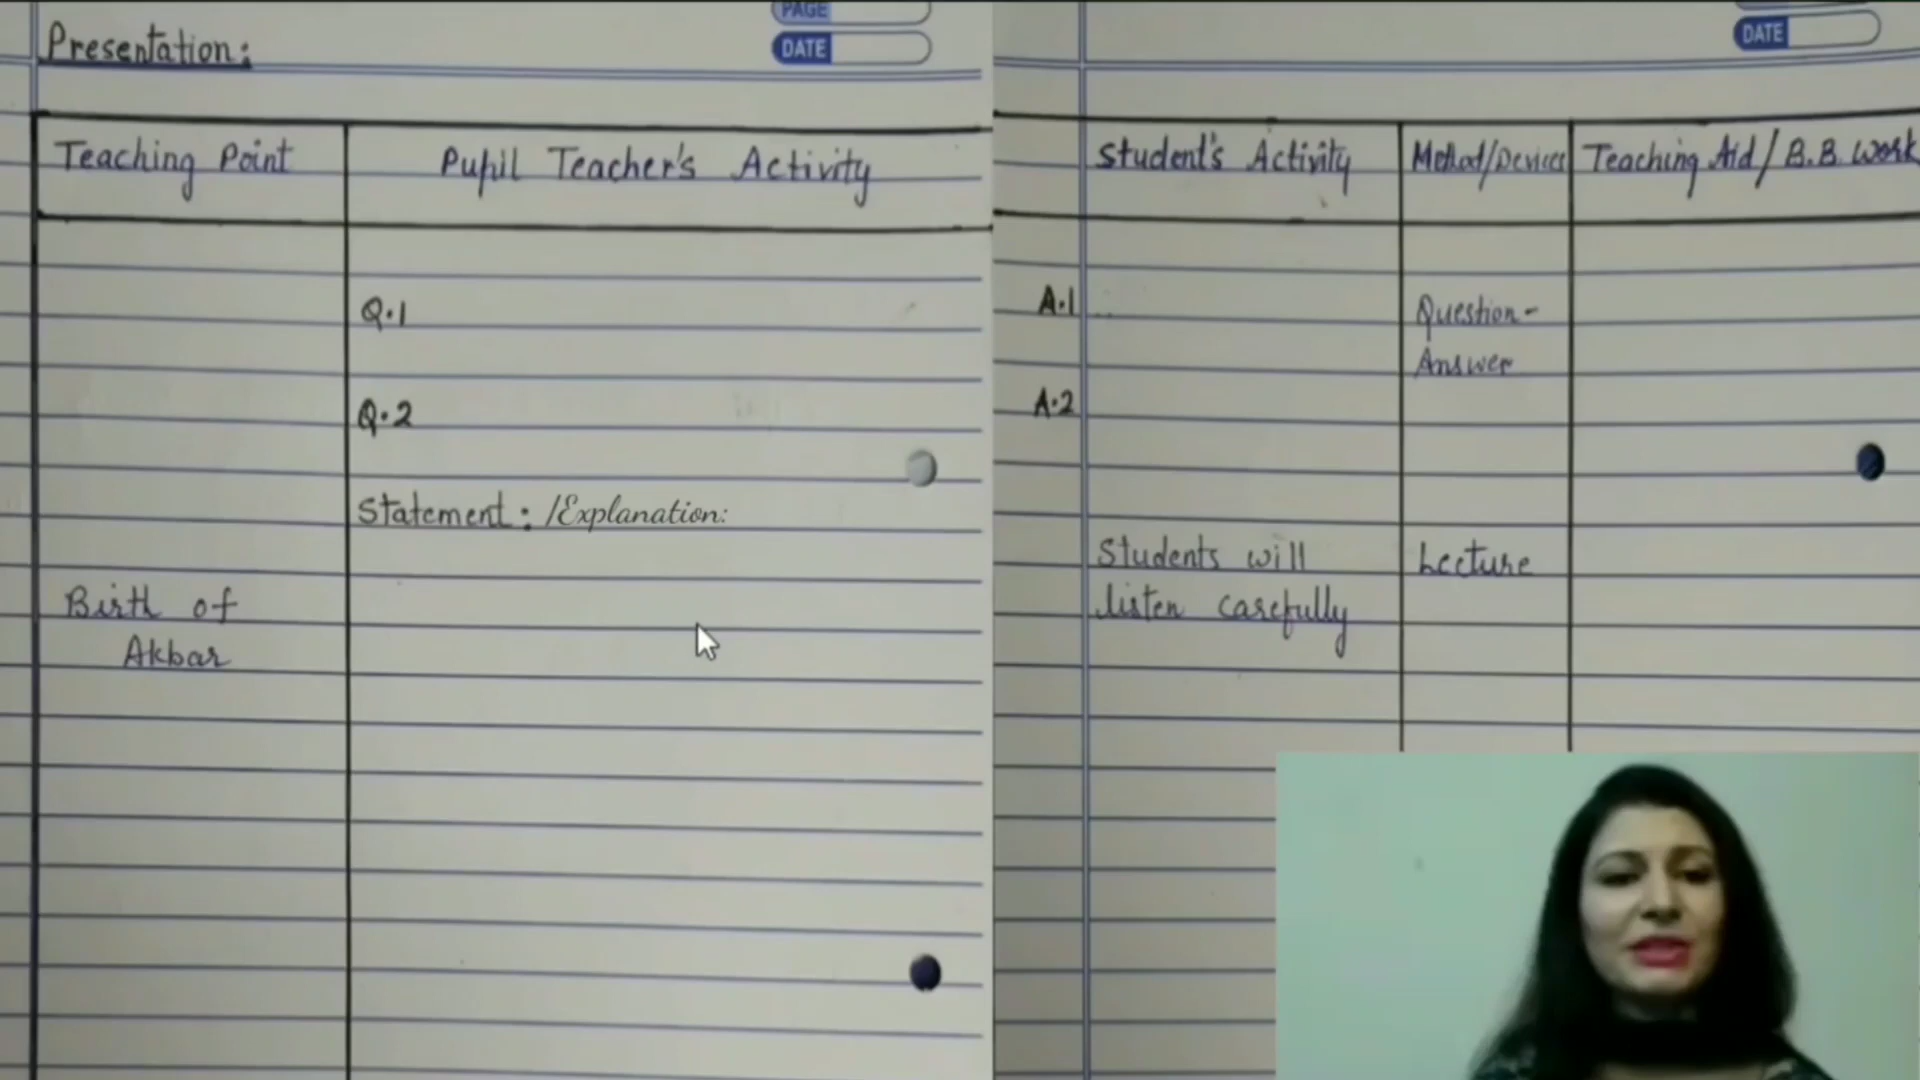 PAGE
DATE
Presentation:
Teaching Point
Pupil Teacher's Activity
Q.1
Q.2
Statement: /Explanation:
Birth of
Akbar
DATE
Student's Activity
Method/Devices
Teaching Aid/B.B. Work
A.1
Question-
Answer
A.2
Students will
listen carefully
Lecture